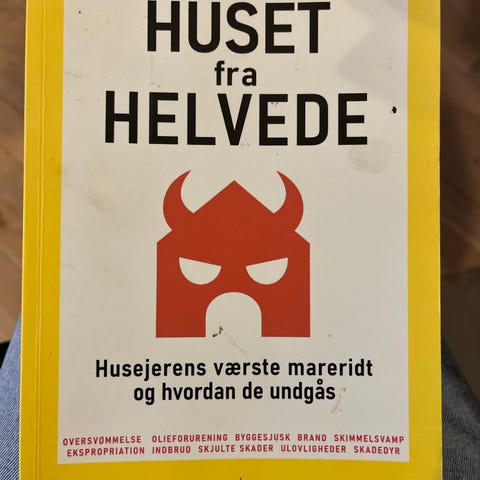 HUSET
fra
HELVEDE
Husejerens værste mareridt
og hvordan de undgås
OVERSVØMMELSE OLIEFORURENING BYGGESJUSK BRAND SKIMMELSVAMP
EKSPROPRIATION INDBRUD SKJULTE SKADER ULOVLIGHEDER SKADEDYR